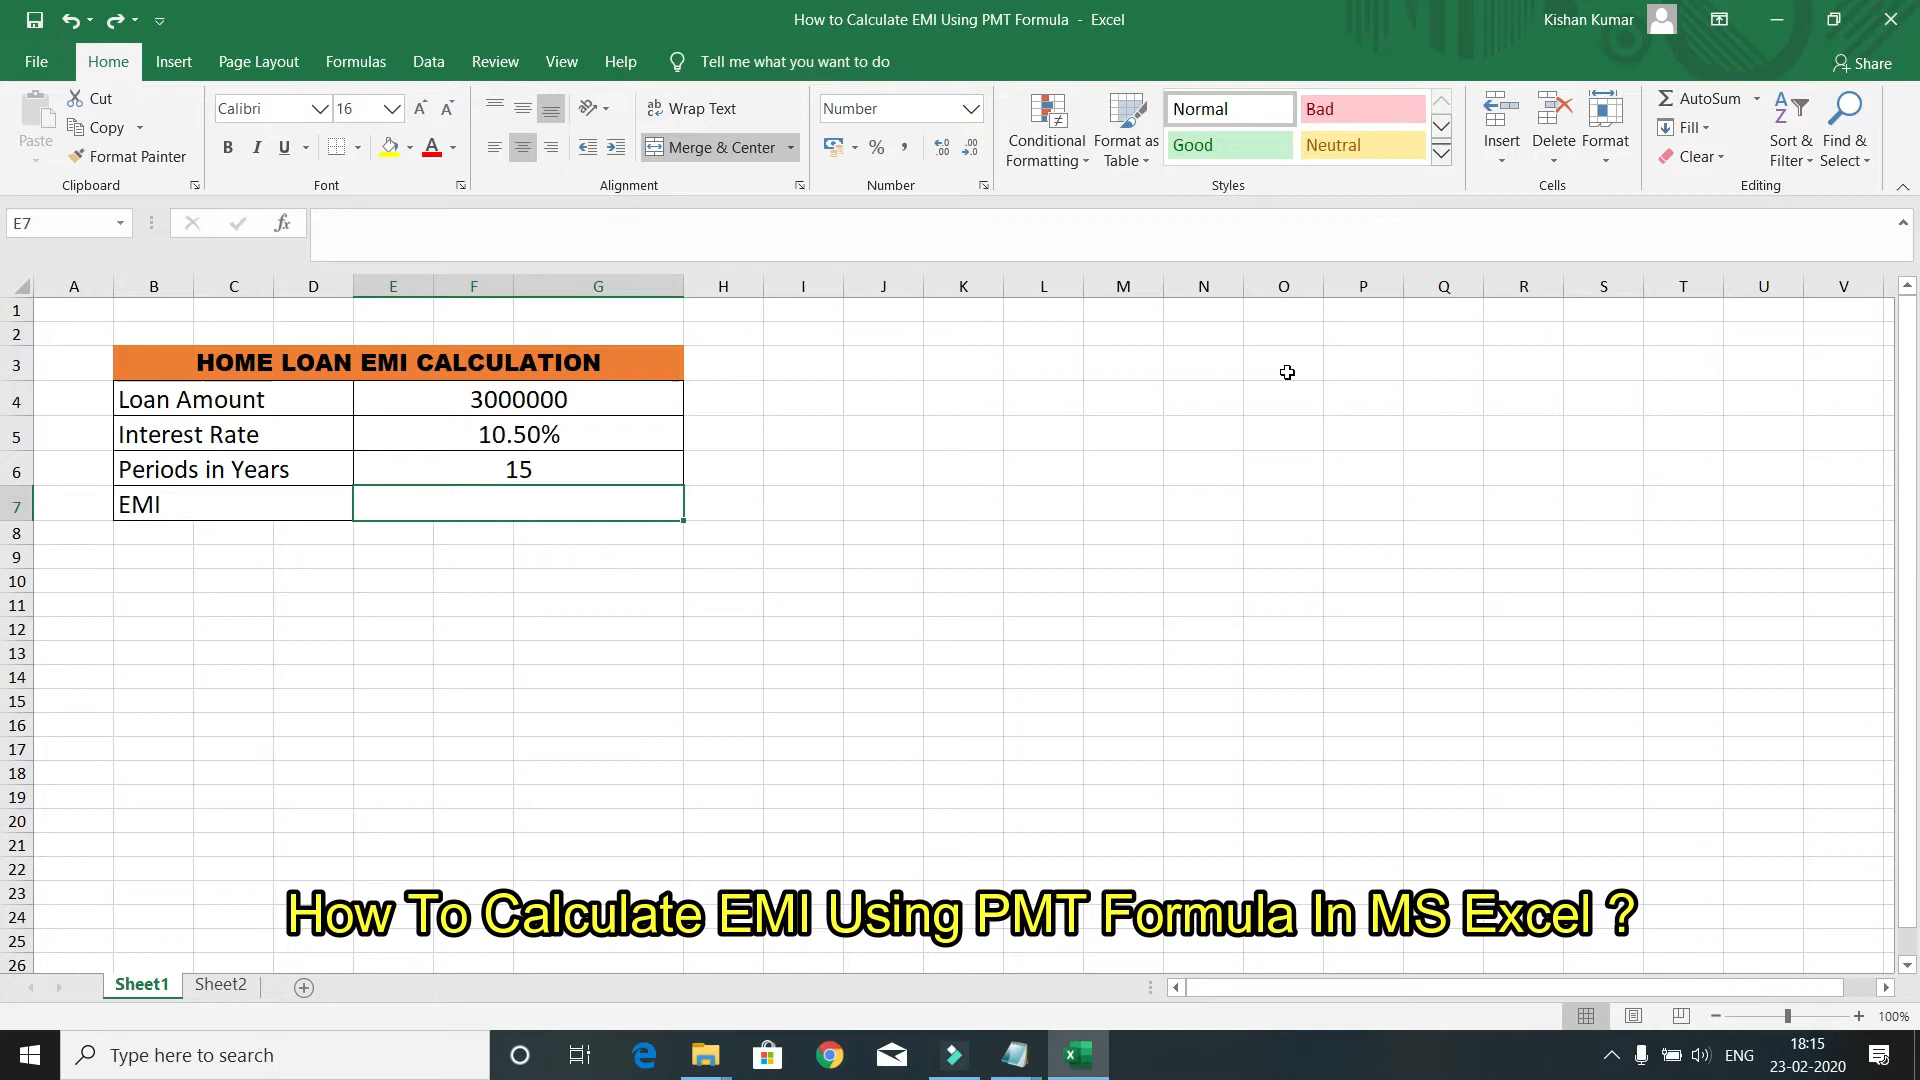 How to Calculate EMI Using PMT Formula - Excel
Kishan Kumar
File Home Insert Page Layout Formulas Data Review View Help Tell me what you want to do
Share
Paste
Cut
Copy
Format Painter
Clipboard
Calibri 16
B I U A
Font
Wrap Text
Merge & Center
Alignment
Number
%
Number
Conditional Formatting
Format as Table
Normal Bad
Good Neutral
Styles
Insert Delete Format
Cells
AutoSum
Fill
Clear
Sort & Filter
Find & Select
Editing
E7
fx
A B C D E F G H I J K L M N O P Q R S T U V
1
2
3 HOME LOAN EMI CALCULATION
4 Loan Amount 3000000
5 Interest Rate 10.50%
6 Periods in Years 15
7 EMI
8
9
10
11
12
13
14
15
16
17
18
19
20
21
22
23
24
25
26
How To Calculate EMI Using PMT Formula In MS Excel ?
Sheet1 Sheet2
100%
Type here to search
ENG
18:15
23-02-2020